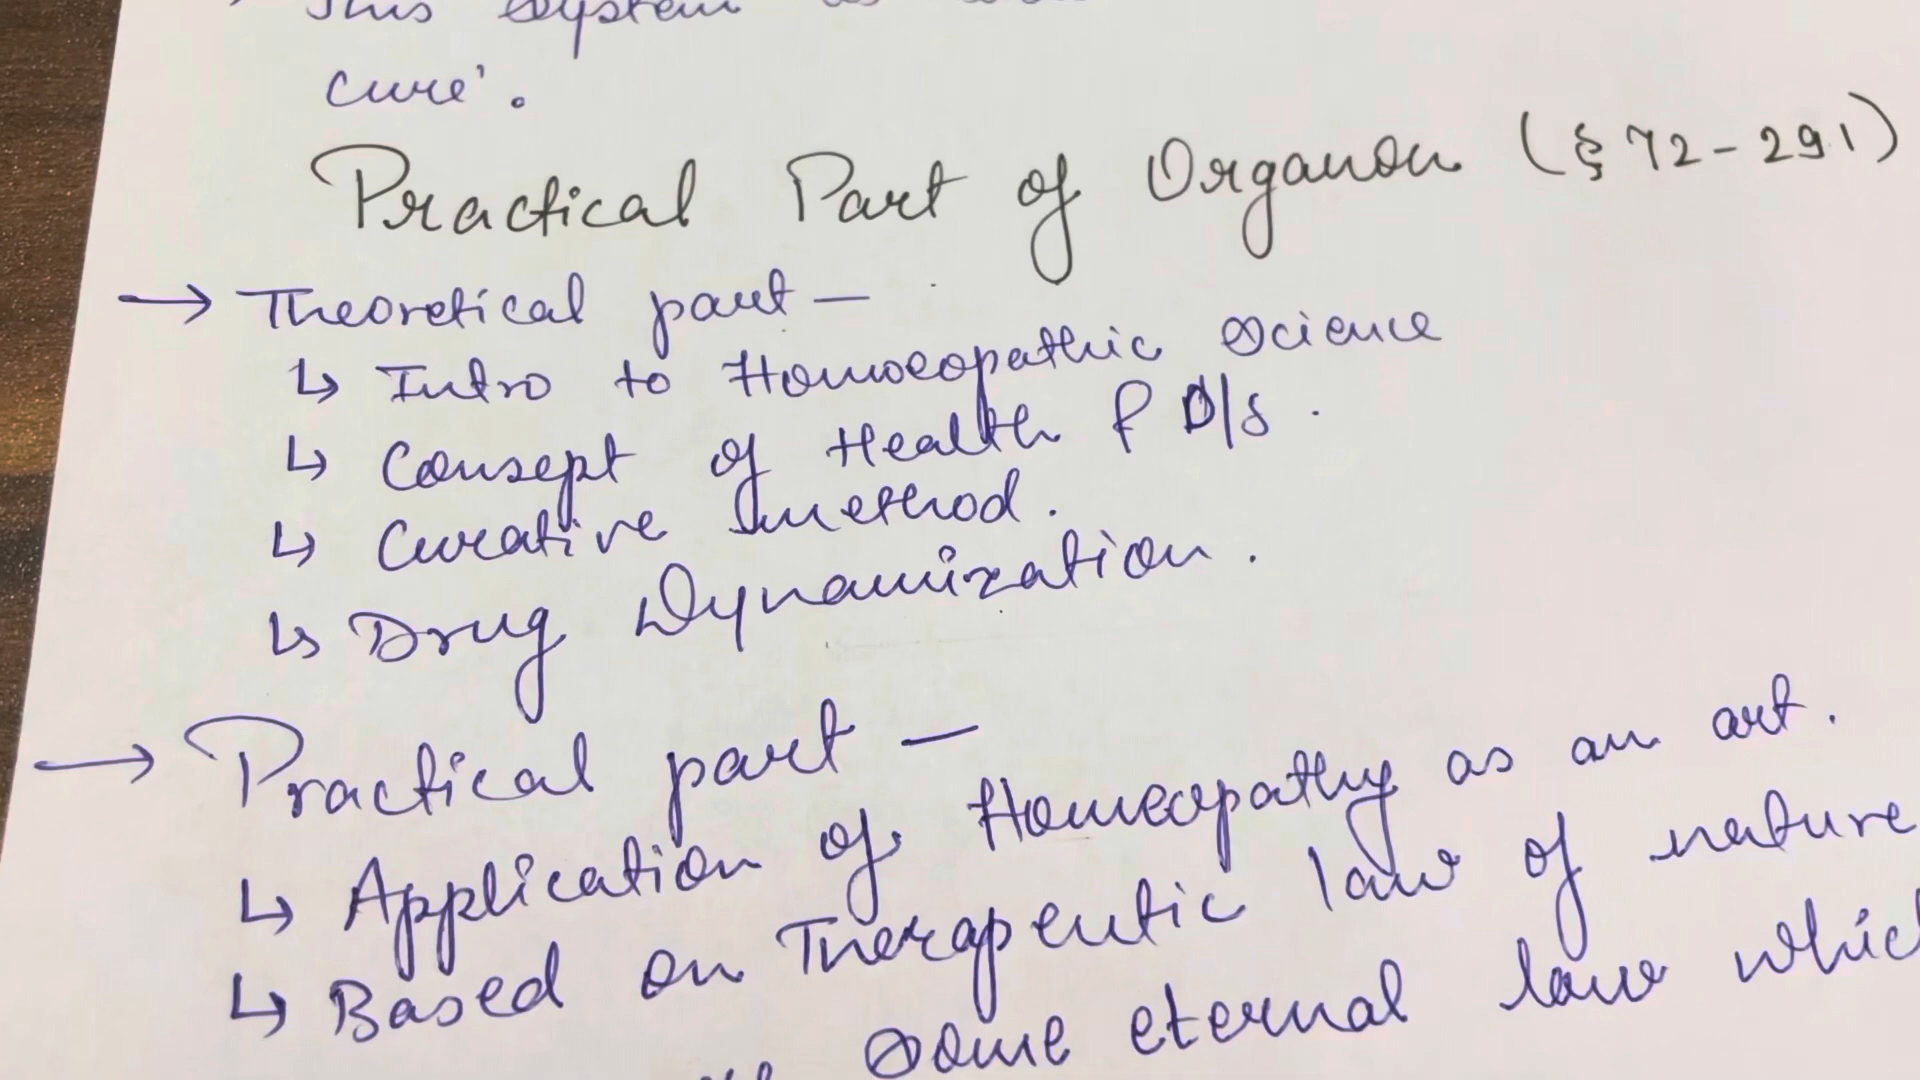 This System
cure'.
Practical Part of Organon (§ 72-291)
→ Theoretical part —
↳ Intro to Homoeopathic science
↳ Consept of Health & D/s.
↳ Curative method.
↳ Drug Dynamization.
→ Practical part —
↳ Application of Homeopathy as an art.
↳ Based on Therapeutic law of nature
some eternal law which